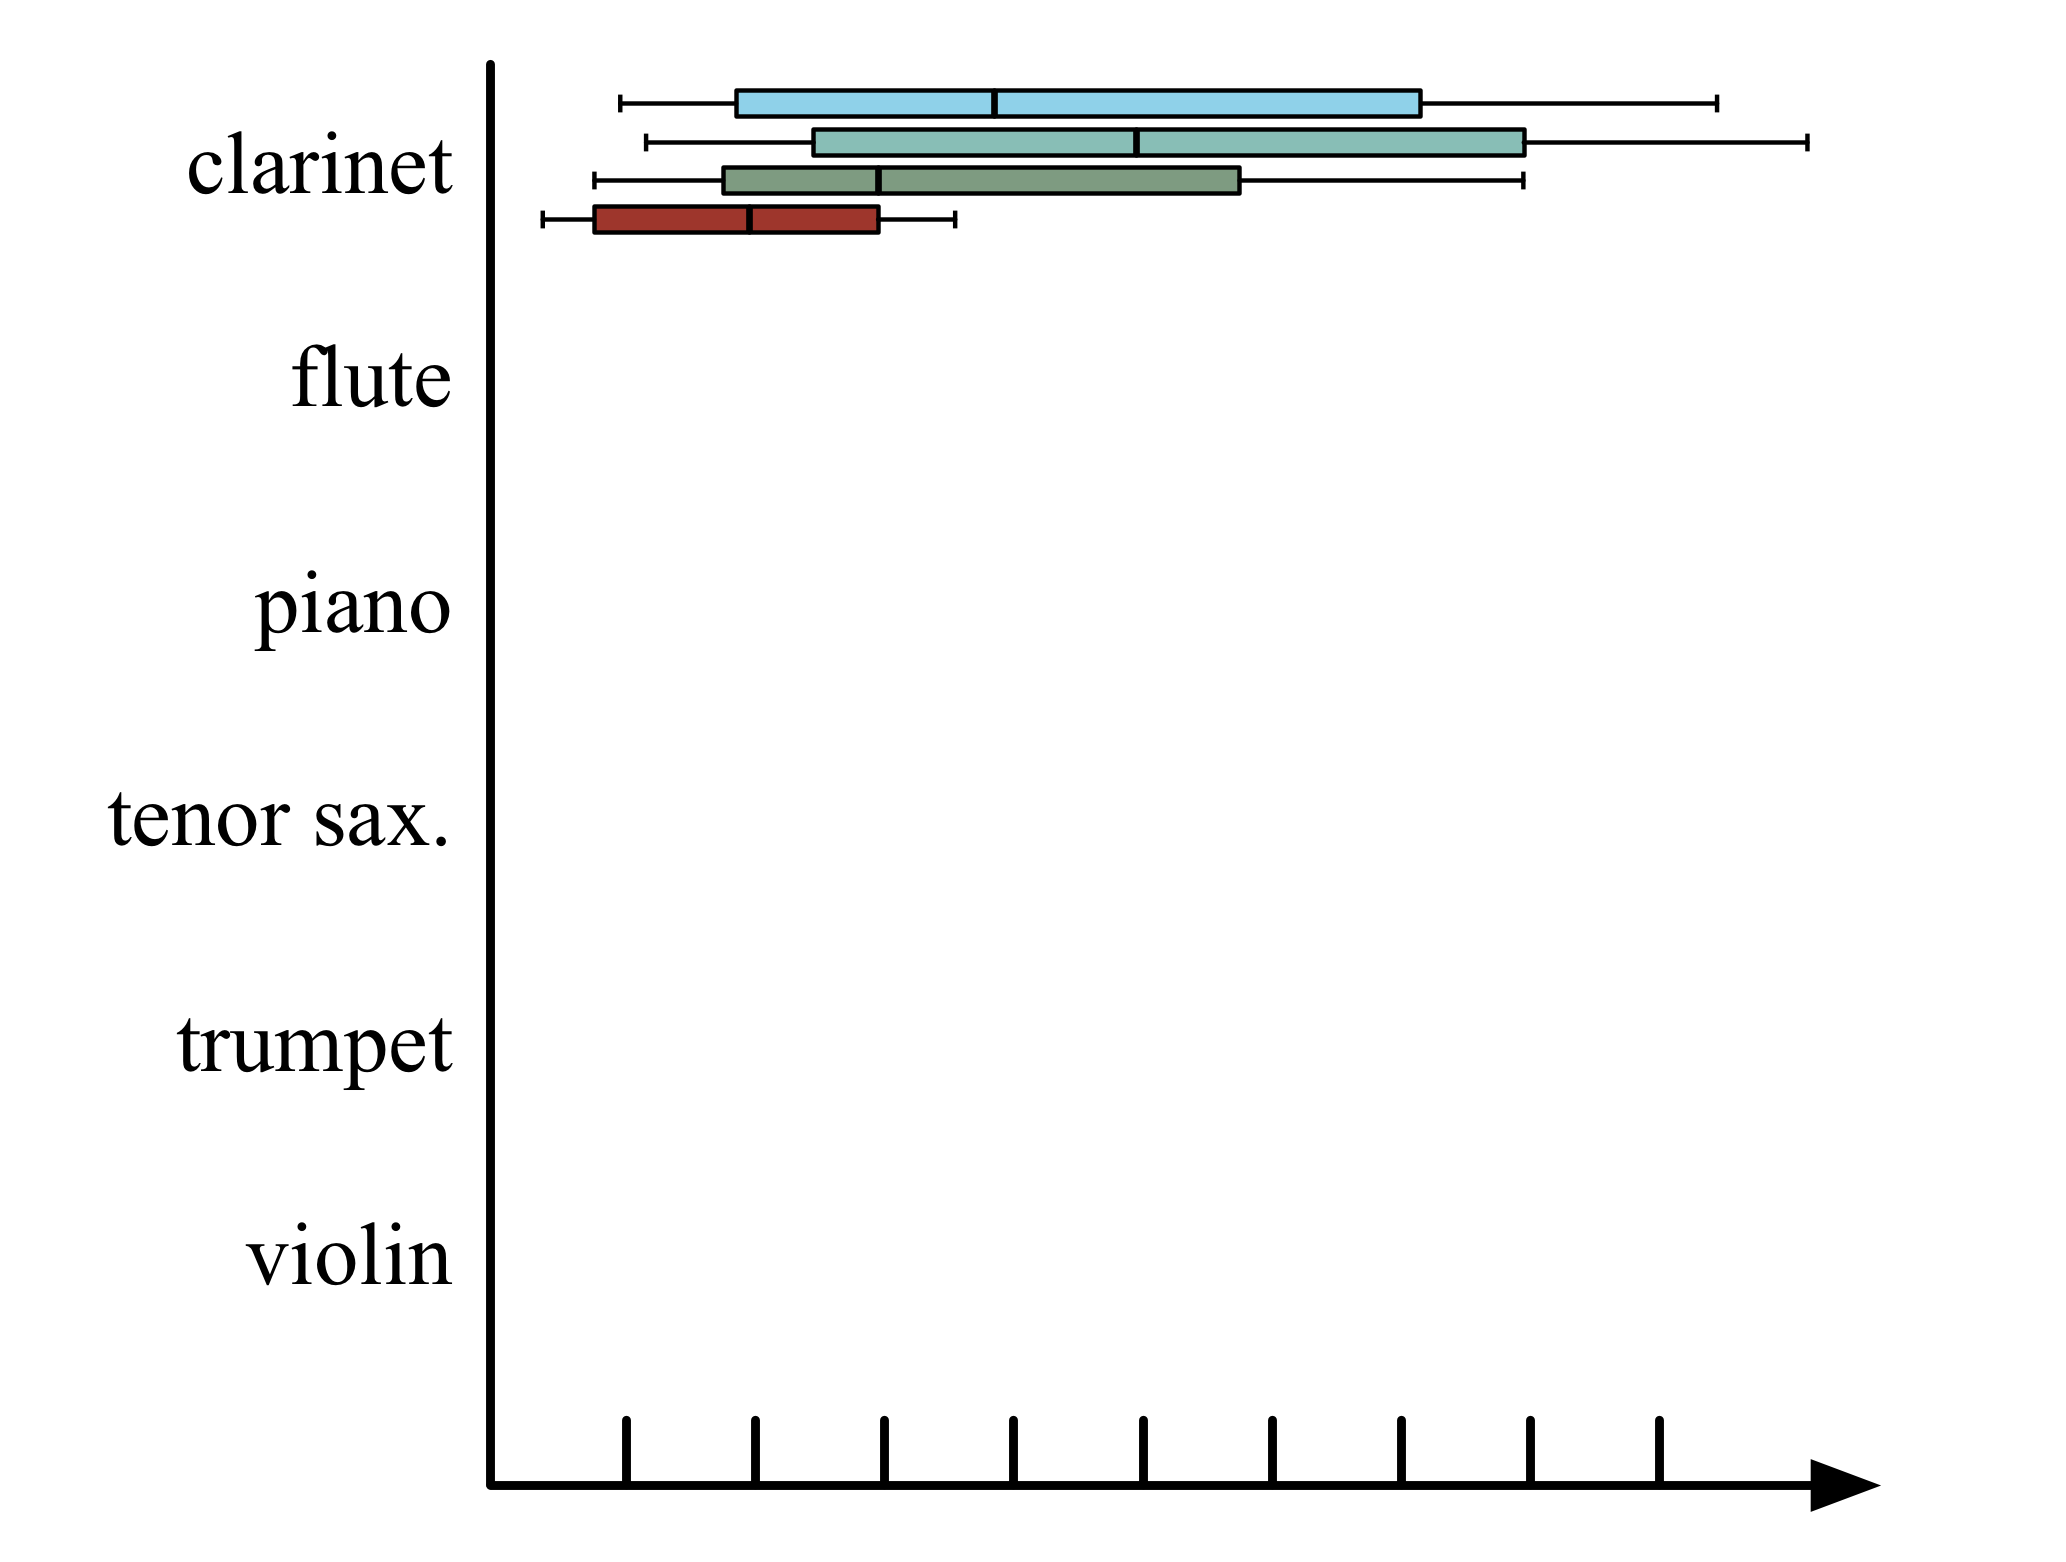 clarinet
flute
piano
tenor sax.
trumpet
violin